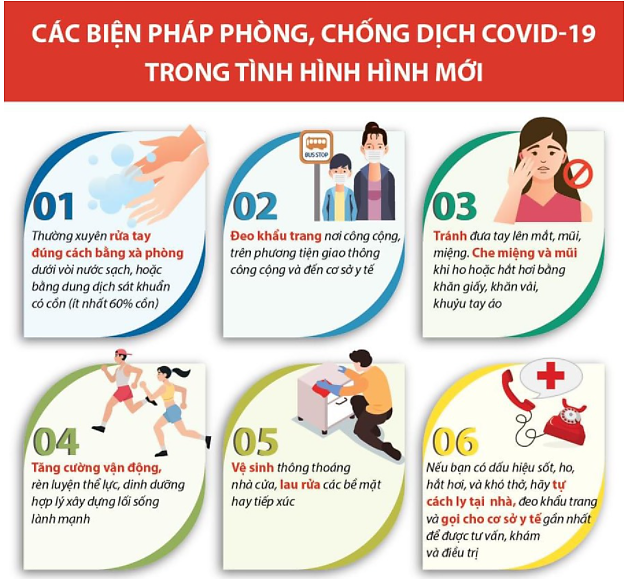 CÁC BIỆN PHÁP PHÒNG, CHỐNG DỊCH COVID-19
TRONG TÌNH HÌNH HÌNH MỚI
BUS STOP
01
Thường xuyên rửa tay
đúng cách bằng xà phòng
dưới vòi nước sạch, hoặc
bằng dung dịch sát khuẩn
có cồn (ít nhất 60% cồn)
02
Đeo khẩu trang nơi công cộng,
trên phương tiện giao thông
công cộng và đến cơ sở y tế
03
Tránh đưa tay lên mắt, mũi,
miệng. Che miệng và mũi
khi ho hoặc hắt hơi bằng
khăn giấy, khăn vải,
khuỷu tay áo
04
Tăng cường vận động,
rèn luyện thể lực, dinh dưỡng
hợp lý xây dựng lối sống
lành mạnh
05
Vệ sinh thông thoáng
nhà cửa, lau rửa các bề mặt
hay tiếp xúc
06
Nếu bạn có dấu hiệu sốt, ho,
hắt hơi, và khó thở, hãy tự
cách ly tại nhà, đeo khẩu trang
và gọi cho cơ sở y tế gần nhất
để được tư vấn, khám
và điều trị